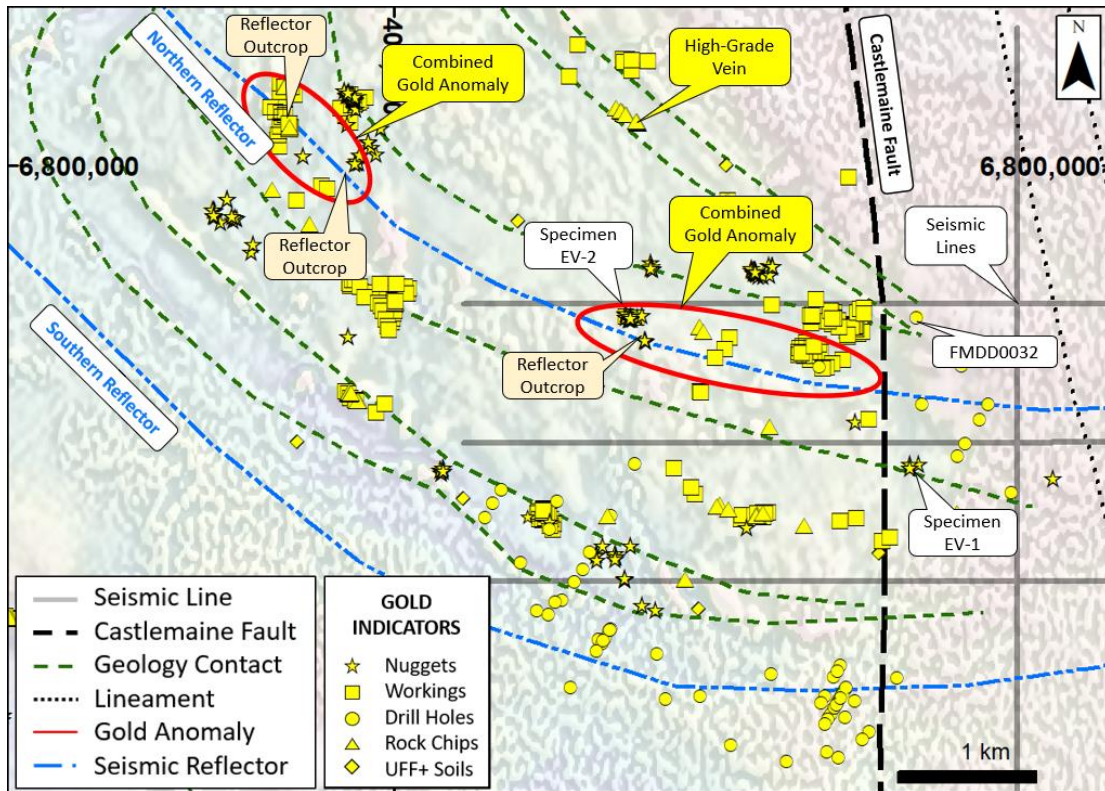 Reflector
Outcrop
Northern Reflector
Combined
Gold Anomaly
High-Grade
Vein
Castlemaine Fault
N
6,800,000
6,800,000
Combined
Gold Anomaly
Specimen
EV-2
Seismic
Lines
Reflector
Outcrop
Southern
Reflector
Reflector
Outcrop
FMDD0032
Specimen
EV-1
Seismic Line
Castlemaine Fault
Geology Contact
Lineament
Gold Anomaly
Seismic Reflector
GOLD
INDICATORS
Nuggets
Workings
Drill Holes
Rock Chips
UFF+ Soils
1 km